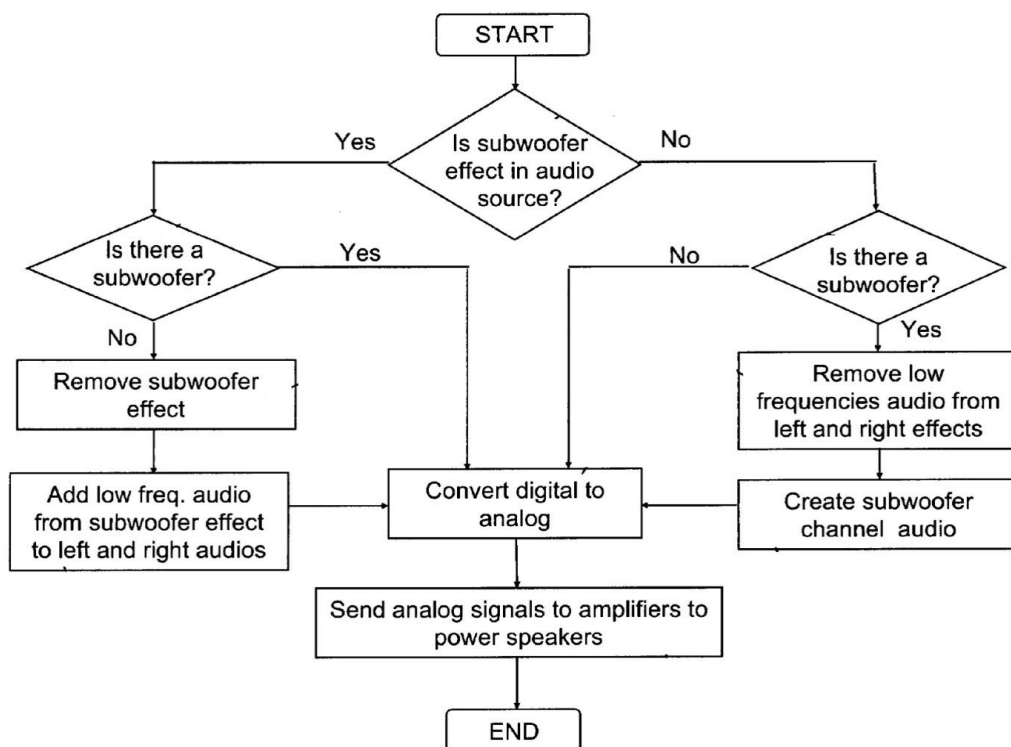 START
Is subwoofer
effect in audio
source?
Yes
No
Is there a
subwoofer?
Yes
No
Is there a
subwoofer?
No
Yes
Remove subwoofer
effect
Remove low
frequencies audio from
left and right effects
Add low freq. audio
from subwoofer effect
to left and right audios
Convert digital to
analog
Create subwoofer
channel audio
Send analog signals to amplifiers to
power speakers
END